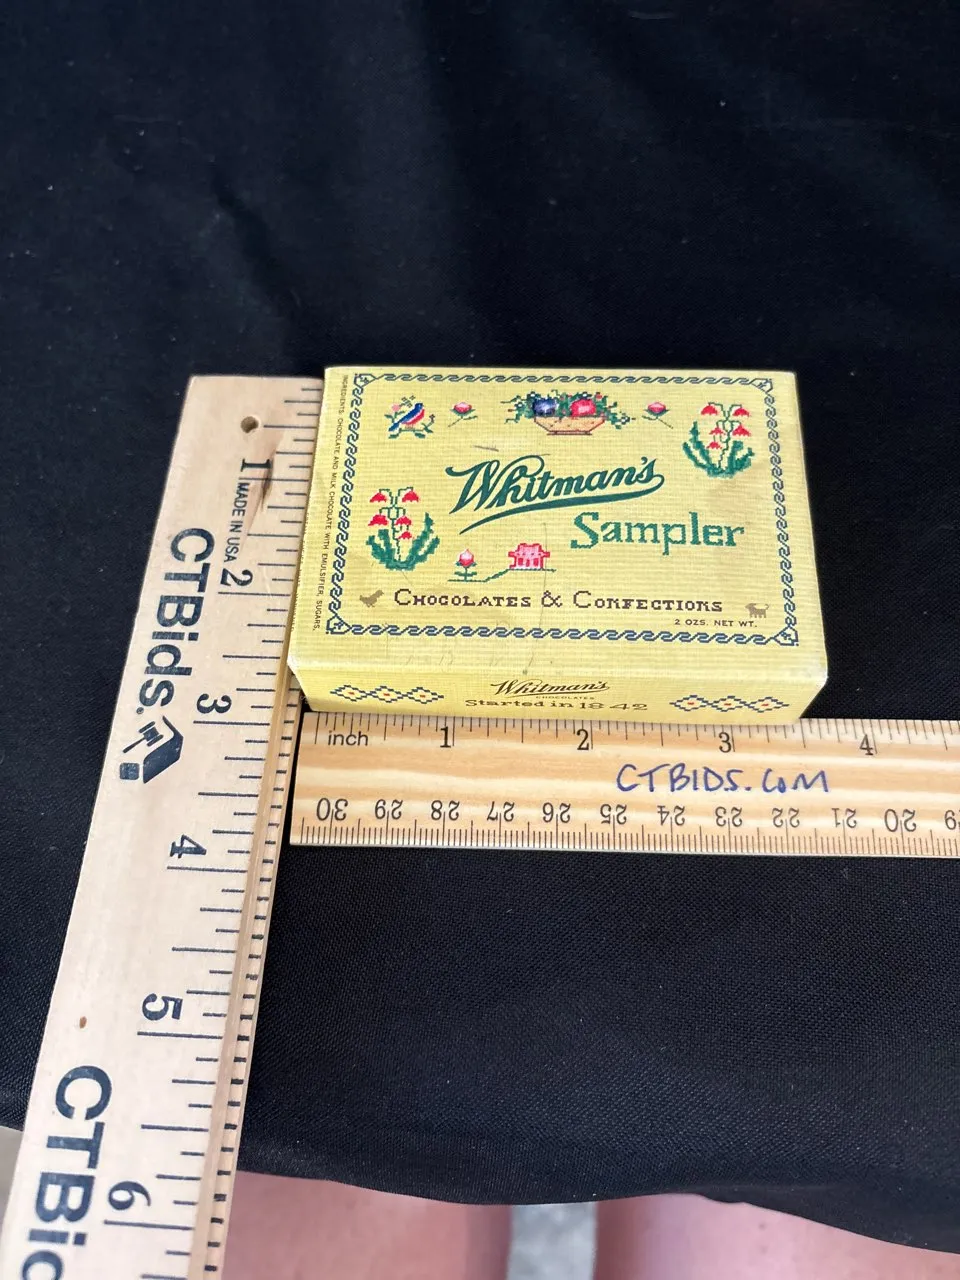 INGREDIENTS: CHOCOLATE AND MILK CHOCOLATE WITH EMULSIFIER, SUGARS,
Whitman's
Sampler
CHOCOLATES & CONFECTIONS
2 OZS. NET WT.
Whitman's
CHOCOLATES
Started in 1842
inch 1 2 3 4
CTBIDS.COM
30 29 28 27 26 25 24 23 22 21 20 19
1 MADE IN USA 2 3 4 5 6
CTBids.
CTBid